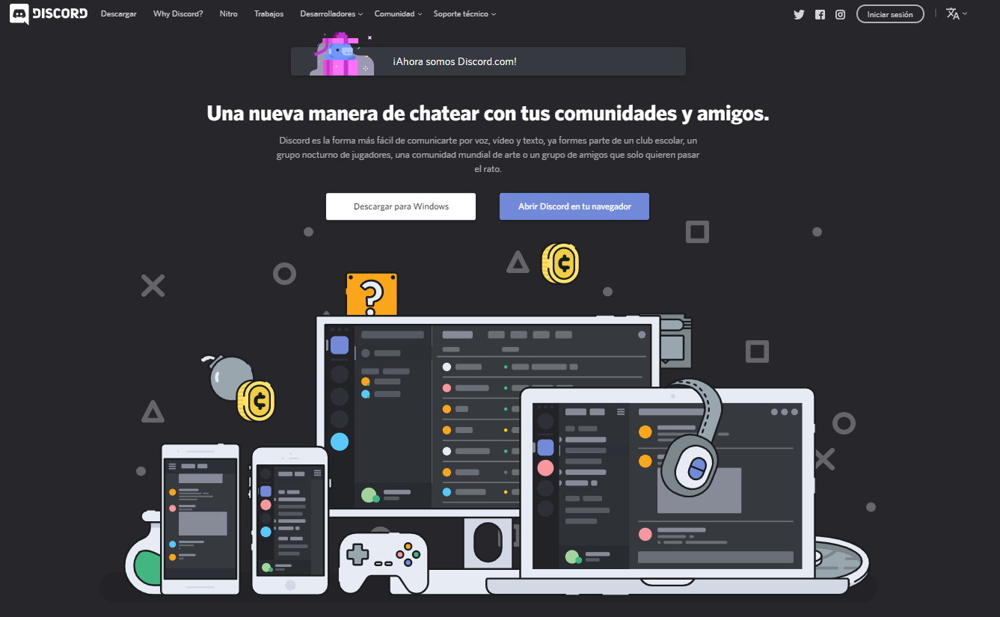 DISCORD
Descargar
Why Discord?
Nitro
Trabajos
Desarrolladores
Comunidad
Soporte técnico
Iniciar sesión
¡Ahora somos Discord.com!
Una nueva manera de chatear con tus comunidades y amigos.
Discord es la forma más fácil de comunicarte por voz, vídeo y texto, ya formes parte de un club escolar, un
grupo nocturno de jugadores, una comunidad mundial de arte o un grupo de amigos que solo quieren pasar
el rato.
Descargar para Windows
Abrir Discord en tu navegador
?